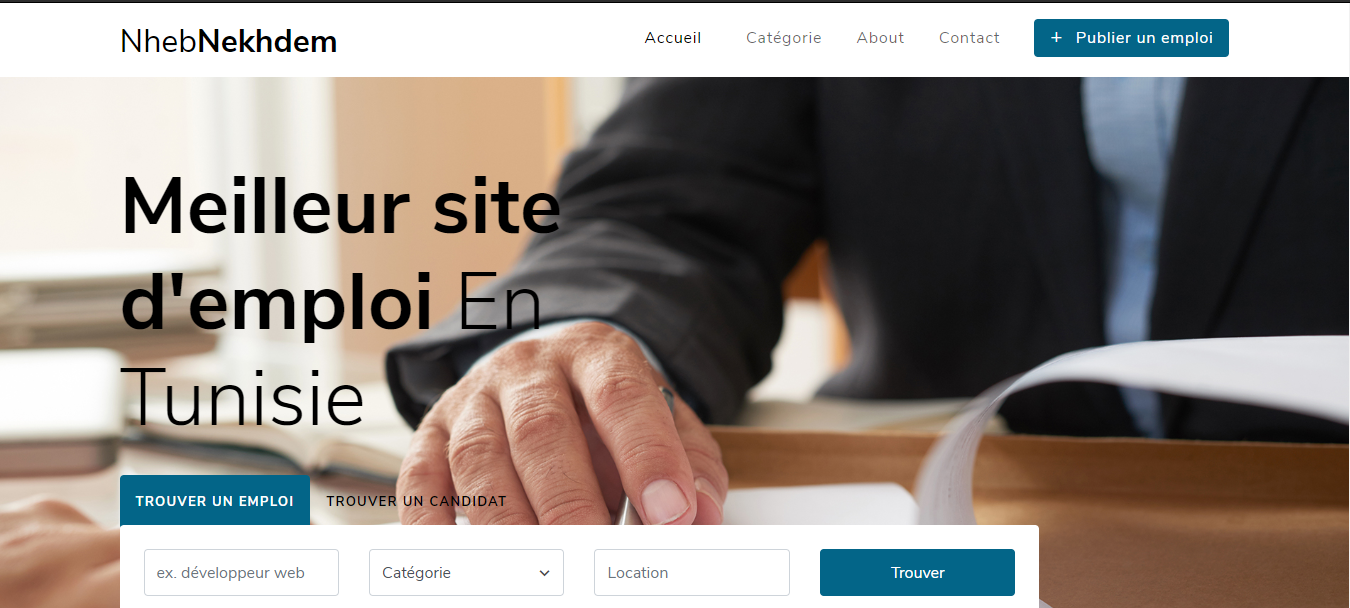 NhebNekhdem
Accueil
Catégorie
About
Contact
+ Publier un emploi
Meilleur site
d'emploi En
Tunisie
TROUVER UN EMPLOI
TROUVER UN CANDIDAT
ex. développeur web
Catégorie
Location
Trouver